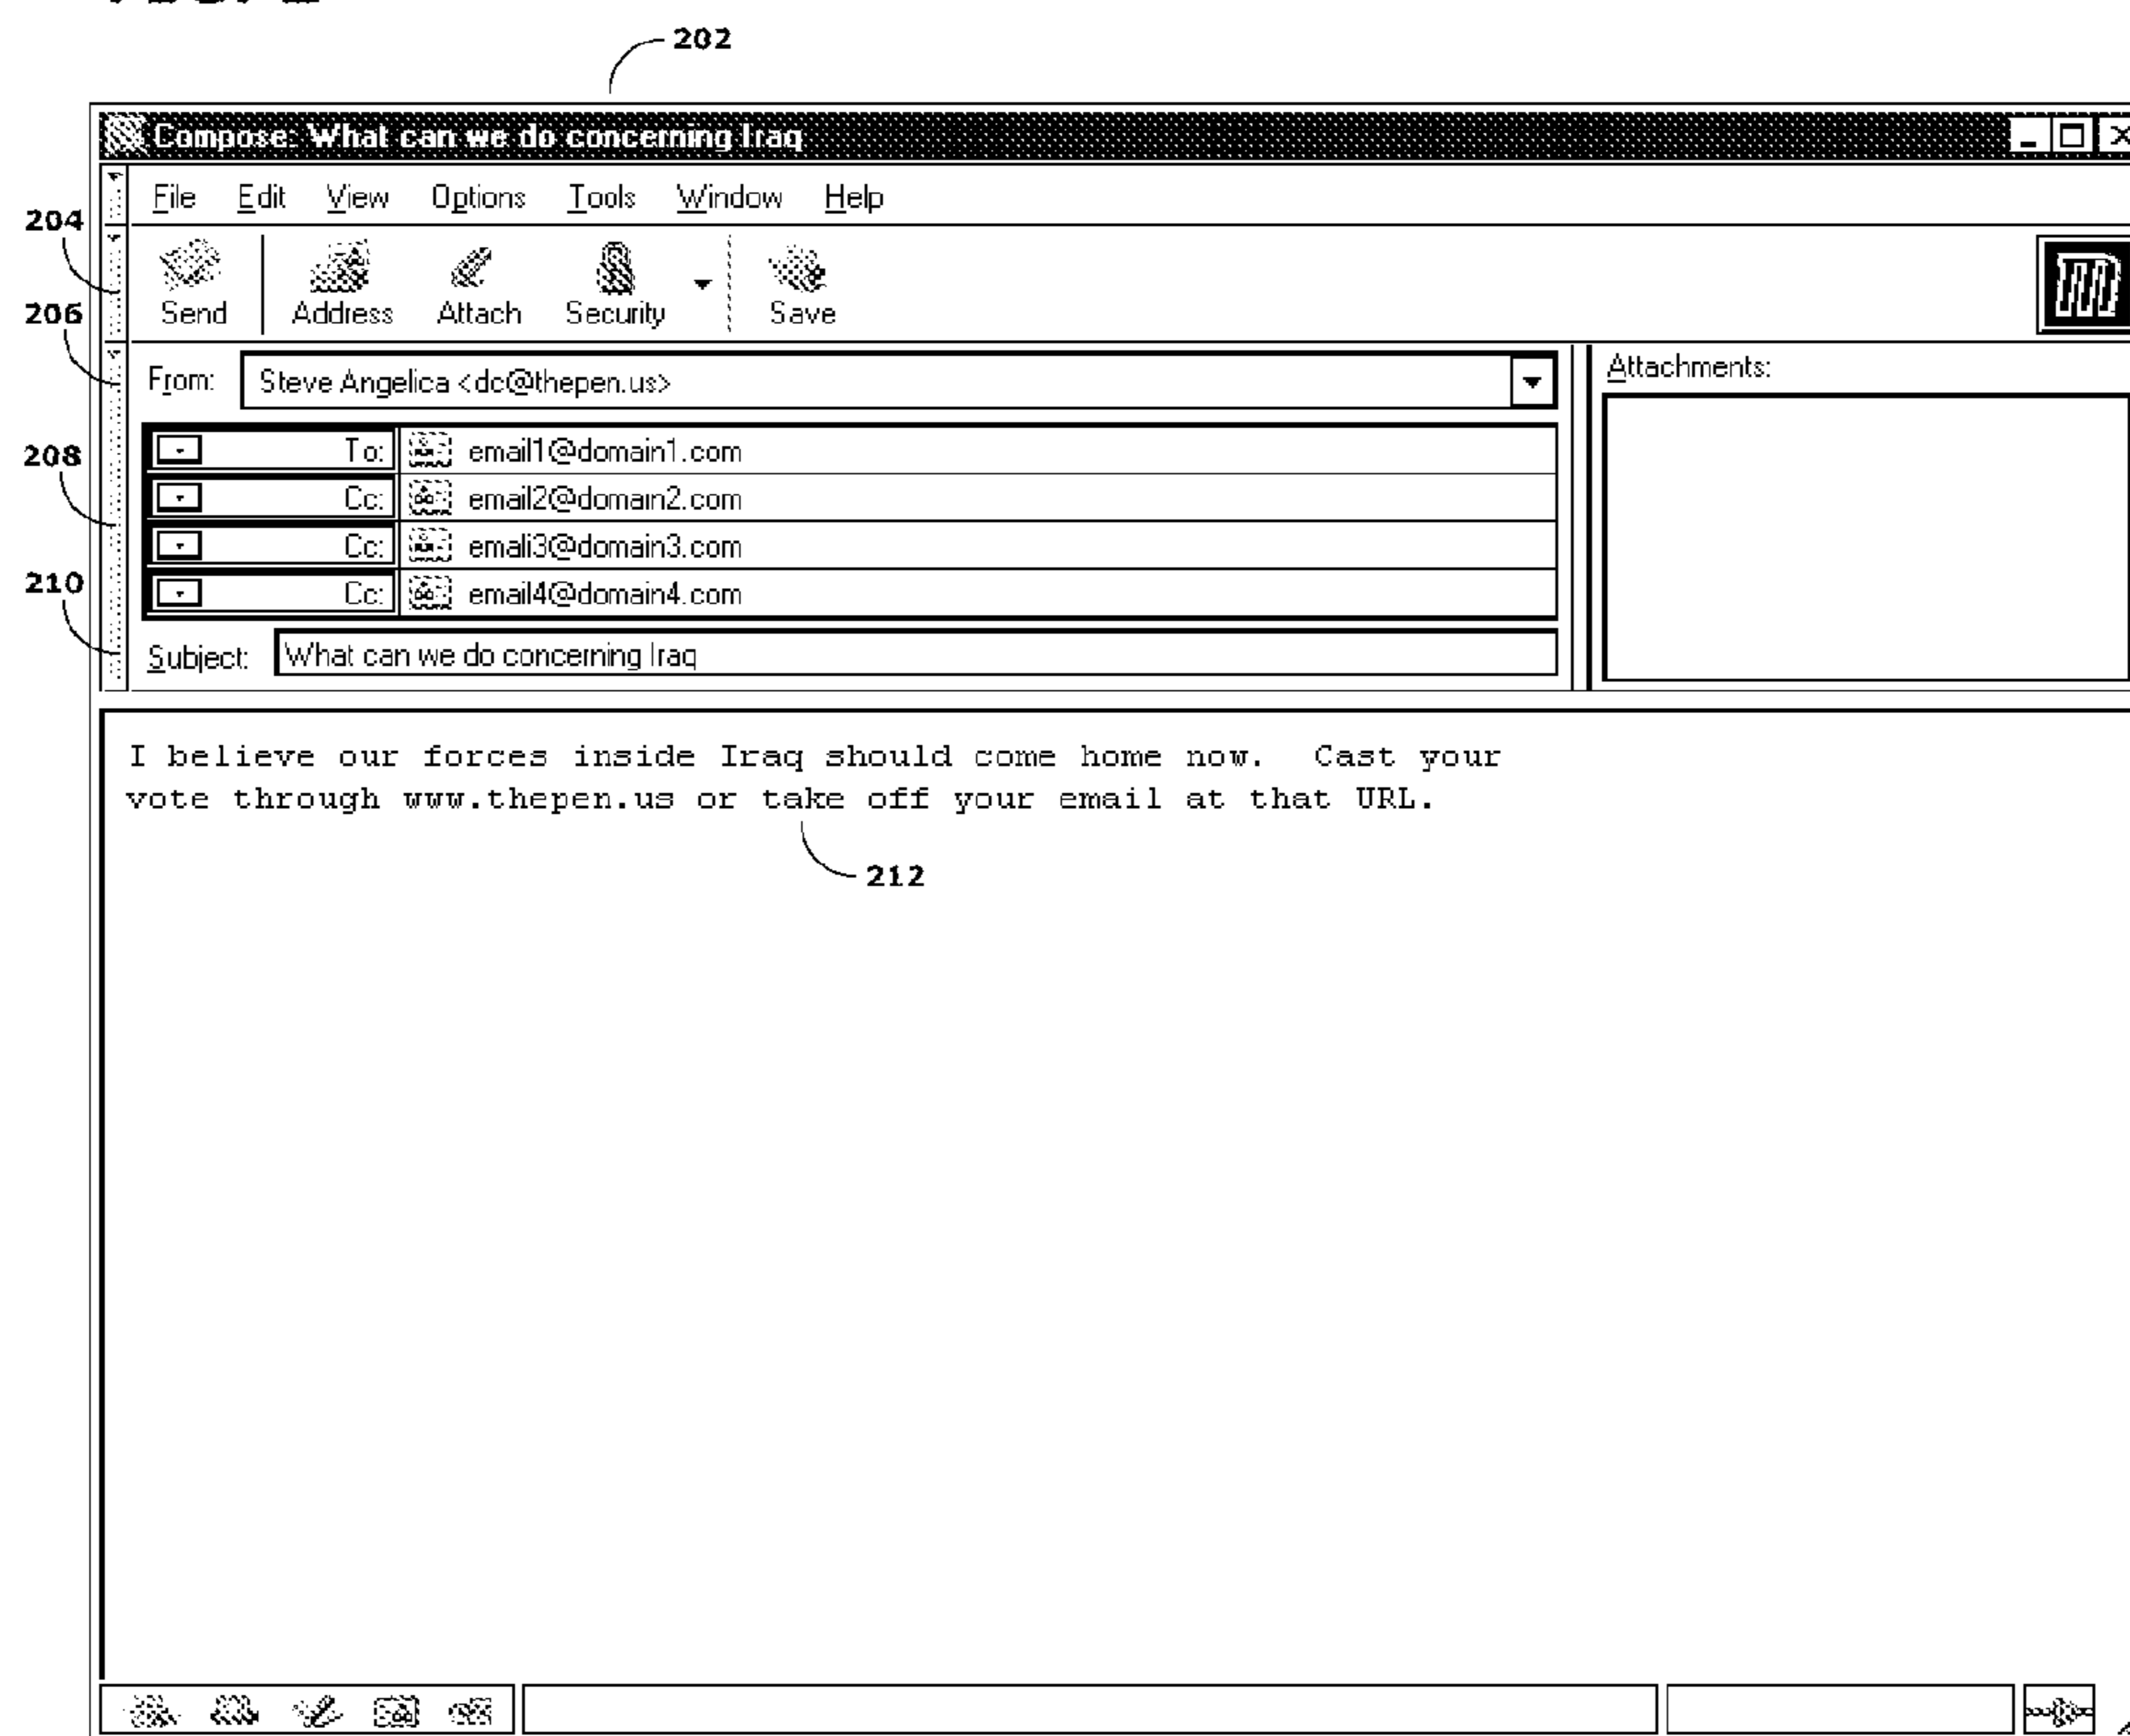 202
Compose: What can we do concerning Iraq
File Edit View Options Tools Window Help
204
Send Address Attach Security Save
206
From: Steve Angelica <dc@thepen.us>
Attachments:
To: email1@domain1.com
208
Cc: email2@domain2.com
Cc: emali3@domain3.com
210
Cc: email4@domain4.com
Subject: What can we do concerning Iraq
I believe our forces inside Iraq should come home now. Cast your
vote through www.thepen.us or take off your email at that URL.
212